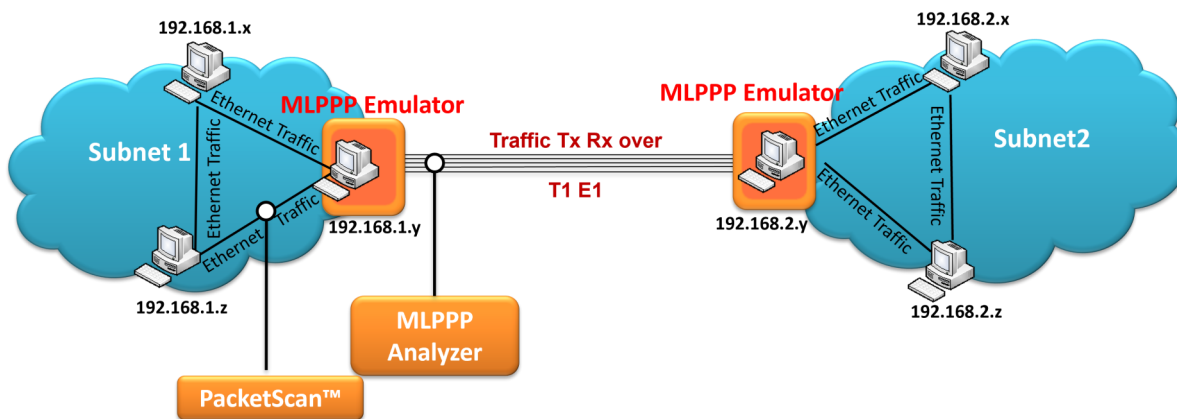 192.168.1.x
MLPPP Emulator
Ethernet Traffic
Ethernet Traffic
Ethernet Traffic
Subnet 1
192.168.1.y
192.168.1.z
Traffic Tx Rx over
T1 E1
MLPPP
Analyzer
PacketScan™
192.168.2.x
MLPPP Emulator
Ethernet Traffic
Ethernet Traffic
Ethernet Traffic
Subnet2
192.168.2.y
192.168.2.z